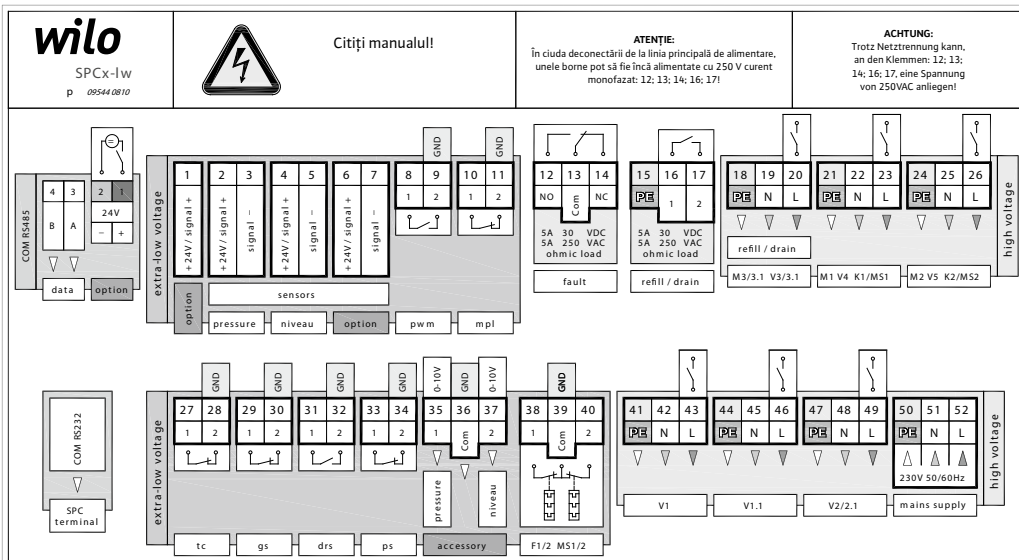 wilo
SPCx-lw
p 09544 0810
Citiți manualul!
ATENȚIE:
În ciuda deconectării de la linia principală de alimentare,
unele borne pot să fie încă alimentate cu 250 V curent
monofazat: 12; 13; 14; 16; 17!
ACHTUNG:
Trotz Netztrennung kann,
an den Klemmen: 12; 13;
14; 16; 17, eine Spannung
von 250VAC anliegen!
COM RS485
4 3 2 1
24V
B A – +
data option
extra-low voltage
GND GND
1 2 3 4 5 6 7 8 9 10 11
+24V / signal +
+24V / signal +
signal –
+24V / signal +
signal –
+24V / signal +
signal –
1 2 1 2
option
sensors
pressure niveau option pwm mpl
12 13 14
NO Com NC
5A 30 VDC
5A 250 VAC
ohmic load
fault
15 16 17
PE 1 2
5A 30 VDC
5A 250 VAC
ohmic load
refill / drain
18 19 20 21 22 23 24 25 26
PE N L PE N L PE N L
refill / drain
M3/3.1 V3/3.1 M1 V4 K1/MS1 M2 V5 K2/MS2
high voltage
COM RS232
SPC
terminal
extra-low voltage
GND GND GND GND 0-10V GND 0-10V GND
27 28 29 30 31 32 33 34 35 36 37 38 39 40
1 2 1 2 1 2 1 2 1 Com 2 1 Com 2
pressure niveau
tc gs drs ps accessory F1/2 MS1/2
41 42 43 44 45 46 47 48 49 50 51 52
PE N L PE N L PE N L PE N L
230V 50/60Hz
V1 V1.1 V2/2.1 mains supply
high voltage